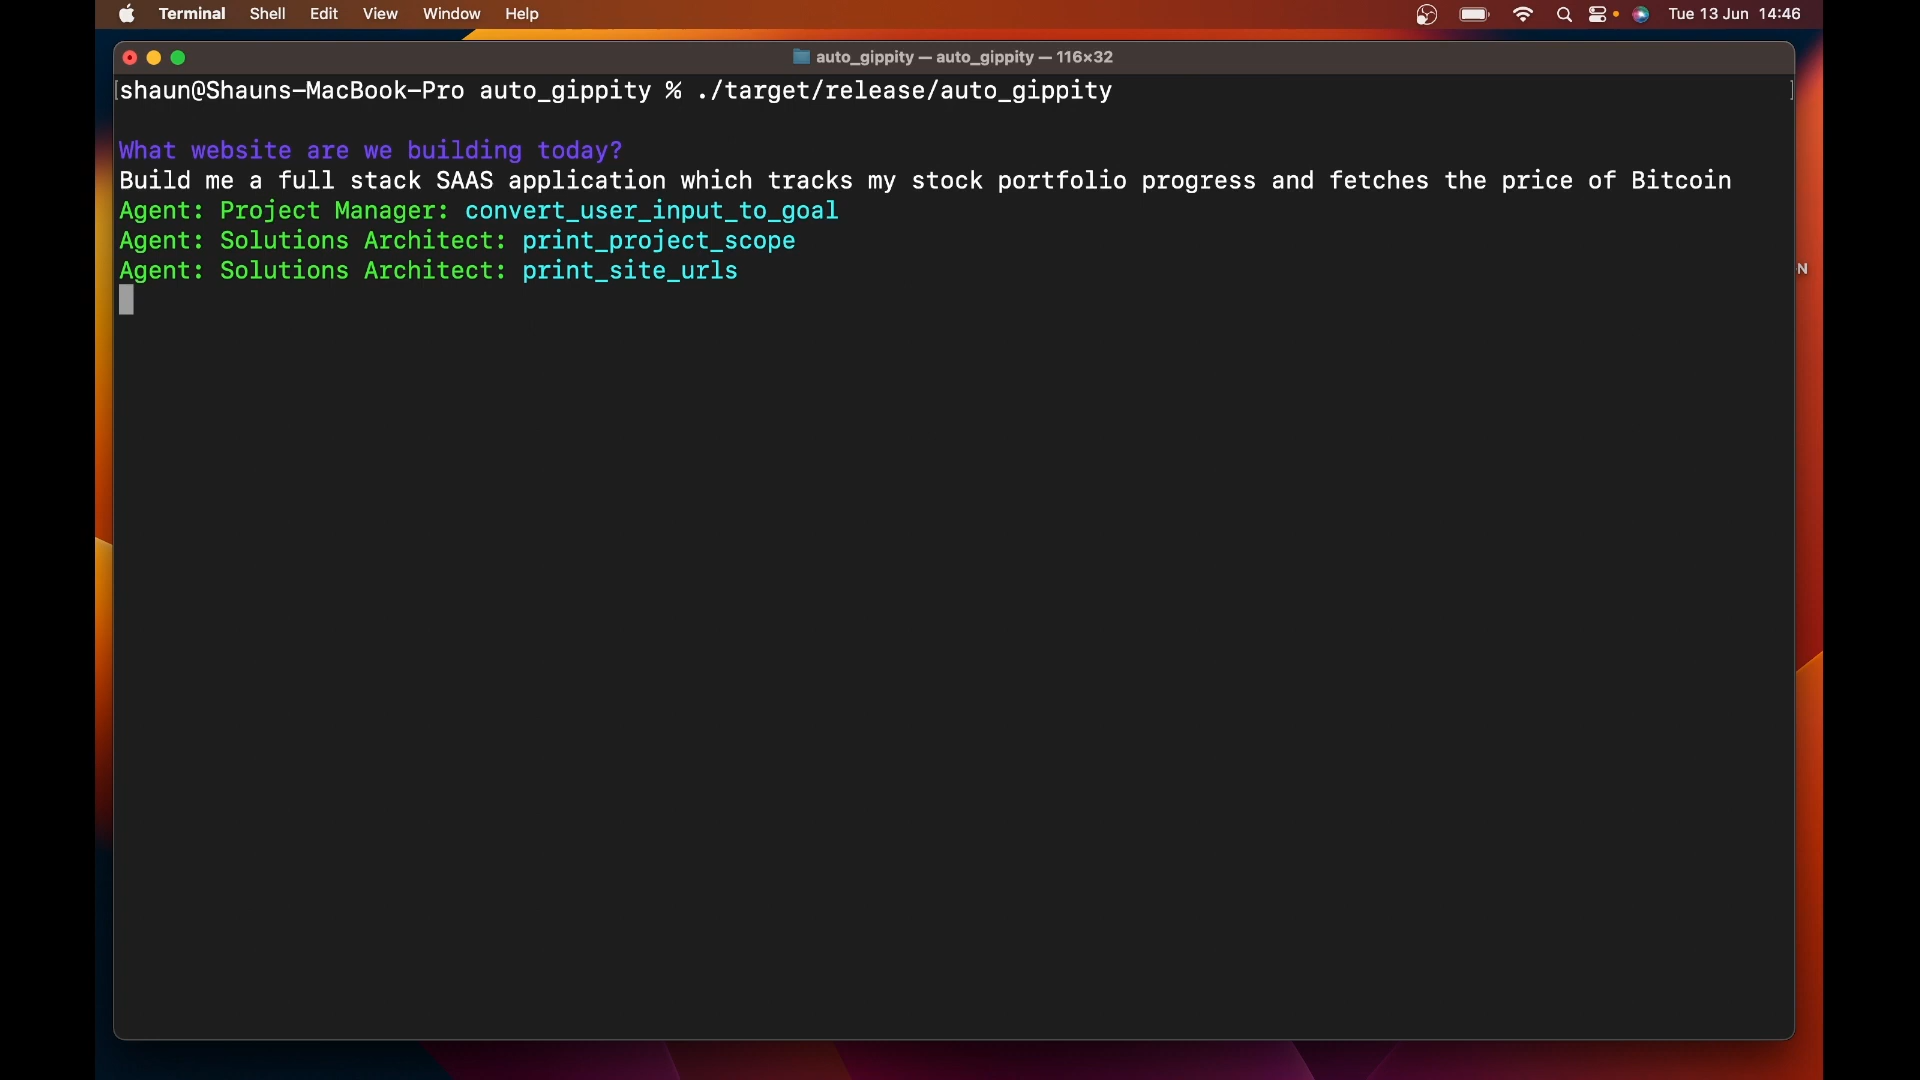 Terminal Shell Edit View Window Help Tue 13 Jun 14:46
auto_gippity — auto_gippity — 116×32
[shaun@Shauns-MacBook-Pro auto_gippity % ./target/release/auto_gippity ]
What website are we building today?
Build me a full stack SAAS application which tracks my stock portfolio progress and fetches the price of Bitcoin
Agent: Project Manager: convert_user_input_to_goal
Agent: Solutions Architect: print_project_scope
Agent: Solutions Architect: print_site_urls
N